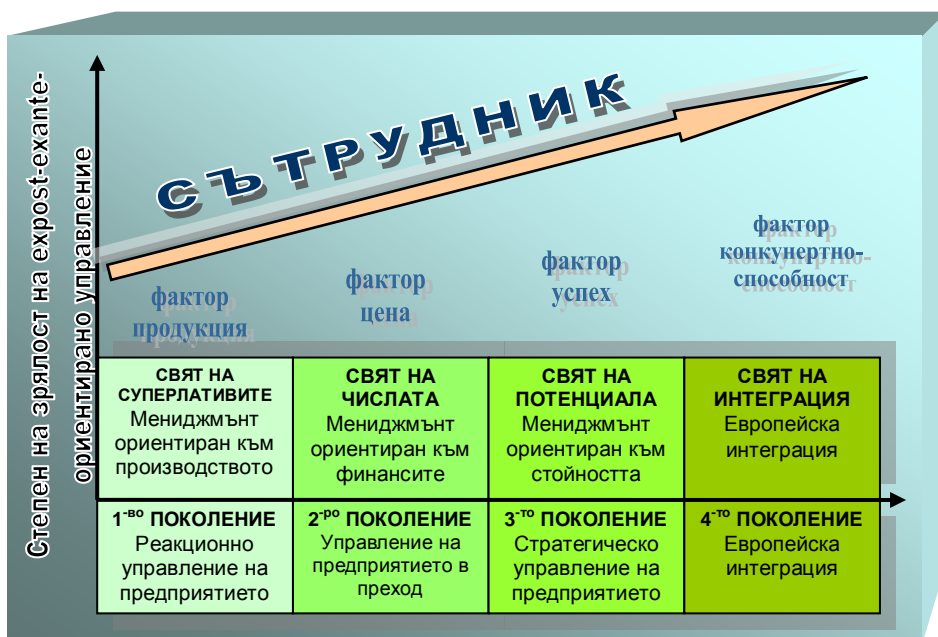 Степен на зрялост на expost-exante-
ориентирано управление
СЪТРУДНИК
фактор
продукция
фактор
цена
фактор
успех
фактор
конкунертно-
способност
СВЯТ НА
СУПЕРЛАТИВИТЕ
Мениджмънт
ориентиран към
производството
СВЯТ НА
ЧИСЛАТА
Мениджмънт
ориентиран към
финансите
СВЯТ НА
ПОТЕНЦИАЛА
Мениджмънт
ориентиран към
стойността
СВЯТ НА
ИНТЕГРАЦИЯ
Европейска
интеграция
1-во ПОКОЛЕНИЕ
Реакционно
управление на
предприятието
2-ро ПОКОЛЕНИЕ
Управление на
предприятието в
преход
3-то ПОКОЛЕНИЕ
Стратегическо
управление на
предприятието
4-то ПОКОЛЕНИЕ
Европейска
интеграция